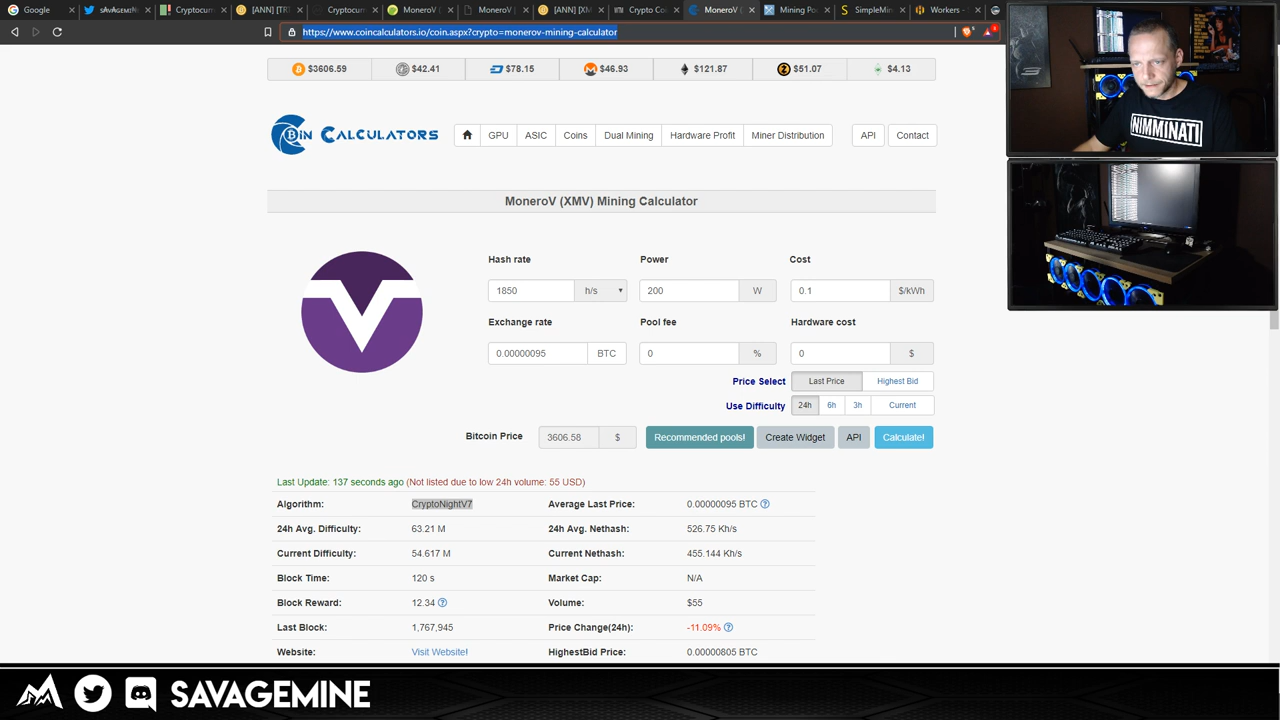 Google
sAvAgEmiNE
Cryptocurr
[ANN] [TR
Cryptocurr
MoneroV (
MoneroV |
[ANN] [XM
Crypto Co
MoneroV (
Mining Po
SimpleMin
Workers -
https://www.coincalculators.io/coin.aspx?crypto=monerov-mining-calculator
$3606.59 $42.41 $78.15 $46.93 $121.87 $51.07 $4.13
COIN CALCULATORS
GPU ASIC Coins Dual Mining Hardware Profit Miner Distribution API Contact
NIMMINATI
MoneroV (XMV) Mining Calculator
Hash rate Power Cost
1850 h/s 200 W 0.1 $/kWh
Exchange rate Pool fee Hardware cost
0.00000095 BTC 0 % 0 $
Price Select Last Price Highest Bid
Use Difficulty 24h 6h 3h Current
Bitcoin Price 3606.58 $ Recommended pools! Create Widget API Calculate!
Last Update: 137 seconds ago (Not listed due to low 24h volume: 55 USD)
Algorithm: CryptoNightV7 Average Last Price: 0.00000095 BTC
24h Avg. Difficulty: 63.21 M 24h Avg. Nethash: 526.75 Kh/s
Current Difficulty: 54.617 M Current Nethash: 455.144 Kh/s
Block Time: 120 s Market Cap: N/A
Block Reward: 12.34 Volume: $55
Last Block: 1,767,945 Price Change(24h): -11.09%
Website: Visit Website! HighestBid Price: 0.00000805 BTC
SAVAGEMINE